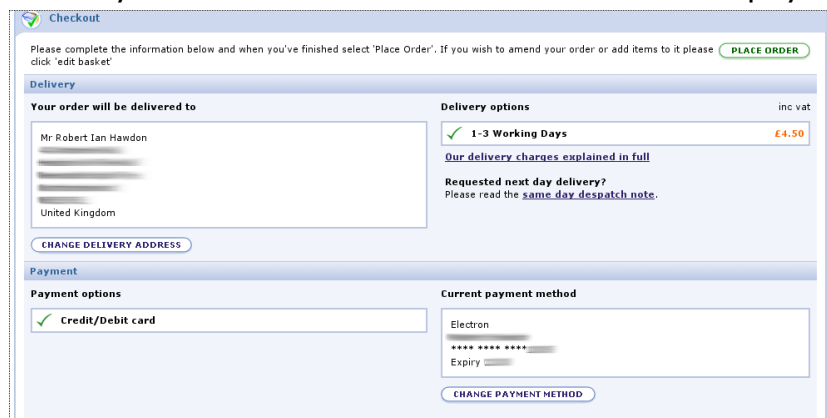 Checkout
Please complete the information below and when you've finished select 'Place Order'. If you wish to amend your order or add items to it please
click 'edit basket'
PLACE ORDER
Delivery
Your order will be delivered to
Mr Robert Ian Hawdon
United Kingdom
CHANGE DELIVERY ADDRESS
Delivery options inc vat
1-3 Working Days £4.50
Our delivery charges explained in full
Requested next day delivery?
Please read the same day despatch note.
Payment
Payment options
Credit/Debit card
Current payment method
Electron
**** **** ****
Expiry
CHANGE PAYMENT METHOD